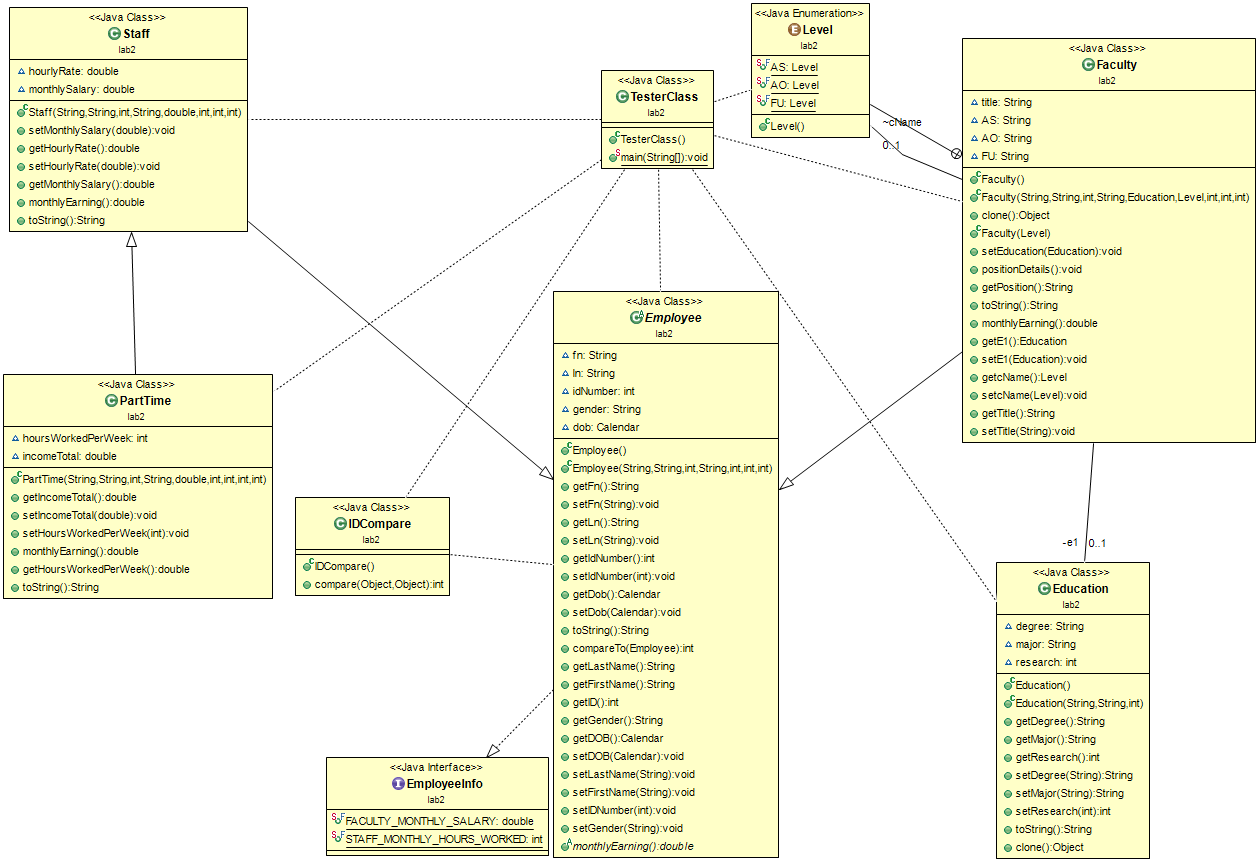 <<Java Class>>
Staff
lab2
hourlyRate: double
monthlySalary: double
Staff(String,String,int,String,double,int,int,int)
setMonthlySalary(double):void
getHourlyRate():double
setHourlyRate(double):void
getMonthlySalary():double
monthlyEarning():double
toString():String
<<Java Class>>
TesterClass
lab2
TesterClass()
main(String[]):void
<<Java Enumeration>>
Level
lab2
AS: Level
AO: Level
FU: Level
Level()
~cName
0..1
<<Java Class>>
Faculty
lab2
title: String
AS: String
AO: String
FU: String
Faculty()
Faculty(String,String,int,String,Education,Level,int,int,int)
clone():Object
Faculty(Level)
setEducation(Education):void
positionDetails():void
getPosition():String
toString():String
monthlyEarning():double
getE1():Education
setE1(Education):void
getcName():Level
setcName(Level):void
getTitle():String
setTitle(String):void
<<Java Class>>
PartTime
lab2
hoursWorkedPerWeek: int
incomeTotal: double
PartTime(String,String,int,String,double,int,int,int,int)
getIncomeTotal():double
setIncomeTotal(double):void
setHoursWorkedPerWeek(int):void
monthlyEarning():double
getHoursWorkedPerWeek():double
toString():String
<<Java Class>>
IDCompare
lab2
IDCompare()
compare(Object,Object):int
<<Java Class>>
Employee
lab2
fn: String
ln: String
idNumber: int
gender: String
dob: Calendar
Employee()
Employee(String,String,int,String,int,int,int)
getFn():String
setFn(String):void
getLn():String
setLn(String):void
getIdNumber():int
setIdNumber(int):void
getDob():Calendar
setDob(Calendar):void
toString():String
compareTo(Employee):int
getLastName():String
getFirstName():String
getID():int
getGender():String
getDOB():Calendar
setDOB(Calendar):void
setLastName(String):void
setFirstName(String):void
setIDNumber(int):void
setGender(String):void
monthlyEarning():double
<<Java Interface>>
EmployeeInfo
lab2
FACULTY_MONTHLY_SALARY: double
STAFF_MONTHLY_HOURS_WORKED: int
-e1
0..1
<<Java Class>>
Education
lab2
degree: String
major: String
research: int
Education()
Education(String,String,int)
getDegree():String
getMajor():String
getResearch():int
setDegree(String):String
setMajor(String):String
setResearch(int):int
toString():String
clone():Object